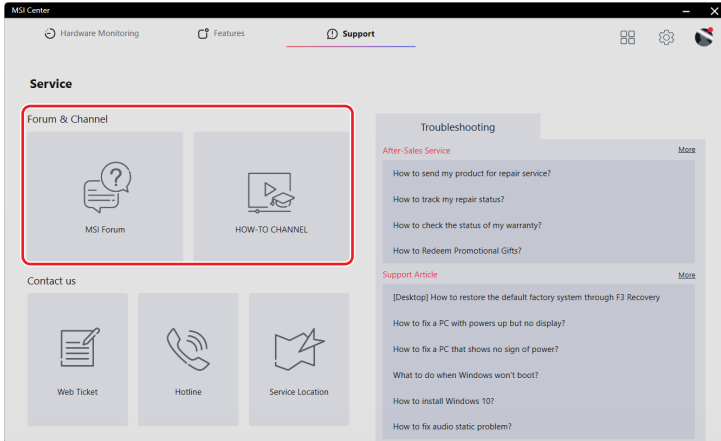 MSI Center
Hardware Monitoring
Features
Support
Service
Forum & Channel
MSI Forum
HOW-TO CHANNEL
Contact us
Web Ticket
Hotline
Service Location
Troubleshooting
After-Sales Service
More
How to send my product for repair service?
How to track my repair status?
How to check the status of my warranty?
How to Redeem Promotional Gifts?
Support Article
More
[Desktop] How to restore the default factory system through F3 Recovery
How to fix a PC with powers up but no display?
How to fix a PC that shows no sign of power?
What to do when Windows won't boot?
How to install Windows 10?
How to fix audio static problem?